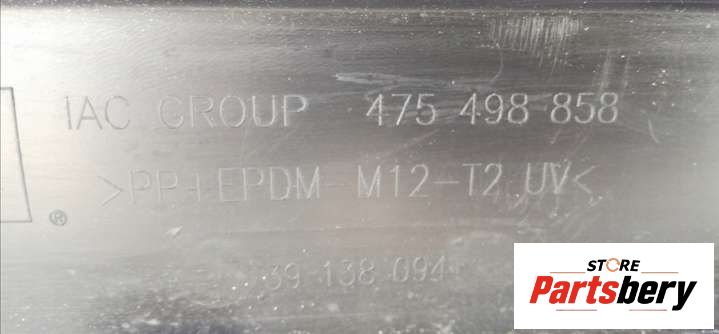 IAC GROUP 475 498 858
>PP+EPDM-M12-T2 UV<
®
39 138 094
STORE
Partsbery